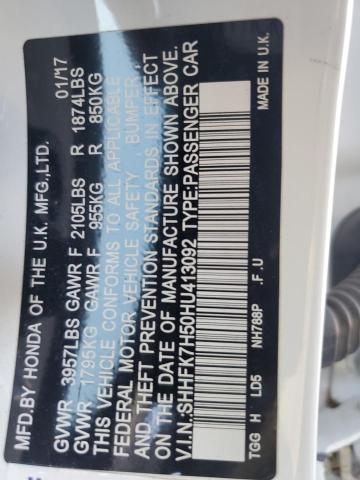 MFD.BY HONDA OF THE U.K. MFG.,LTD. 01/17
GVWR 3957LBS GAWR F 2105LBS R 1874LBS
GVWR 1795KG GAWR F 955KG R 850KG
THIS VEHICLE CONFORMS TO ALL APPLICABLE
FEDERAL MOTOR VEHICLE SAFETY BUMPER,
AND THEFT PREVENTION STANDARDS IN EFFECT
ON THE DATE OF MANUFACTURE SHOWN ABOVE.
V.I.N.:SHHFK7H50HU413092 TYPE:PASSENGER CAR
TGG H LD5 NH788P .F.U MADE IN U.K.